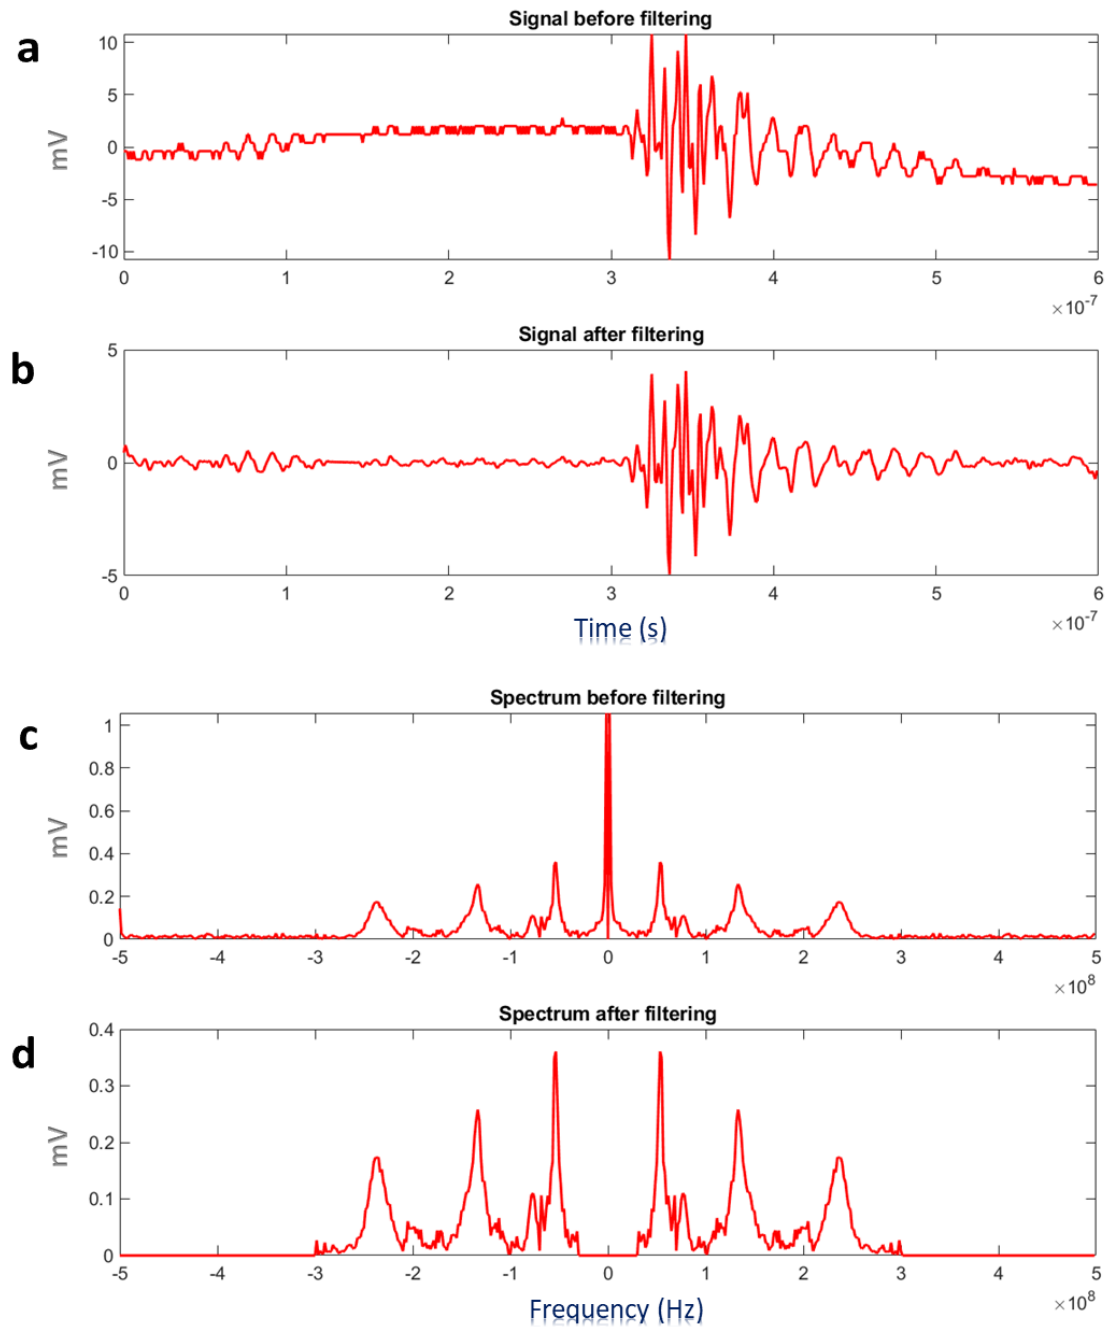 a
Signal before filtering
mV
10
5
0
-5
-10
0 1 2 3 4 5 6
×10-7
b
Signal after filtering
mV
5
0
-5
0 1 2 3 4 5 6
×10-7
Time (s)
c
Spectrum before filtering
mV
1
0.8
0.6
0.4
0.2
0
-5 -4 -3 -2 -1 0 1 2 3 4 5
×108
d
Spectrum after filtering
mV
0.4
0.3
0.2
0.1
0
-5 -4 -3 -2 -1 0 1 2 3 4 5
×108
Frequency (Hz)